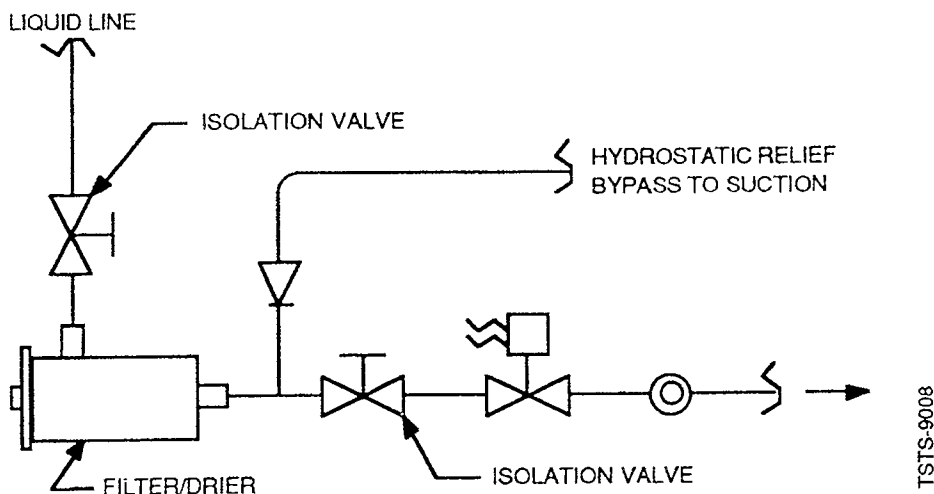 LIQUID LINE
ISOLATION VALVE
HYDROSTATIC RELIEF
BYPASS TO SUCTION
ISOLATION VALVE
FILTER/DRIER
TSTS-9008